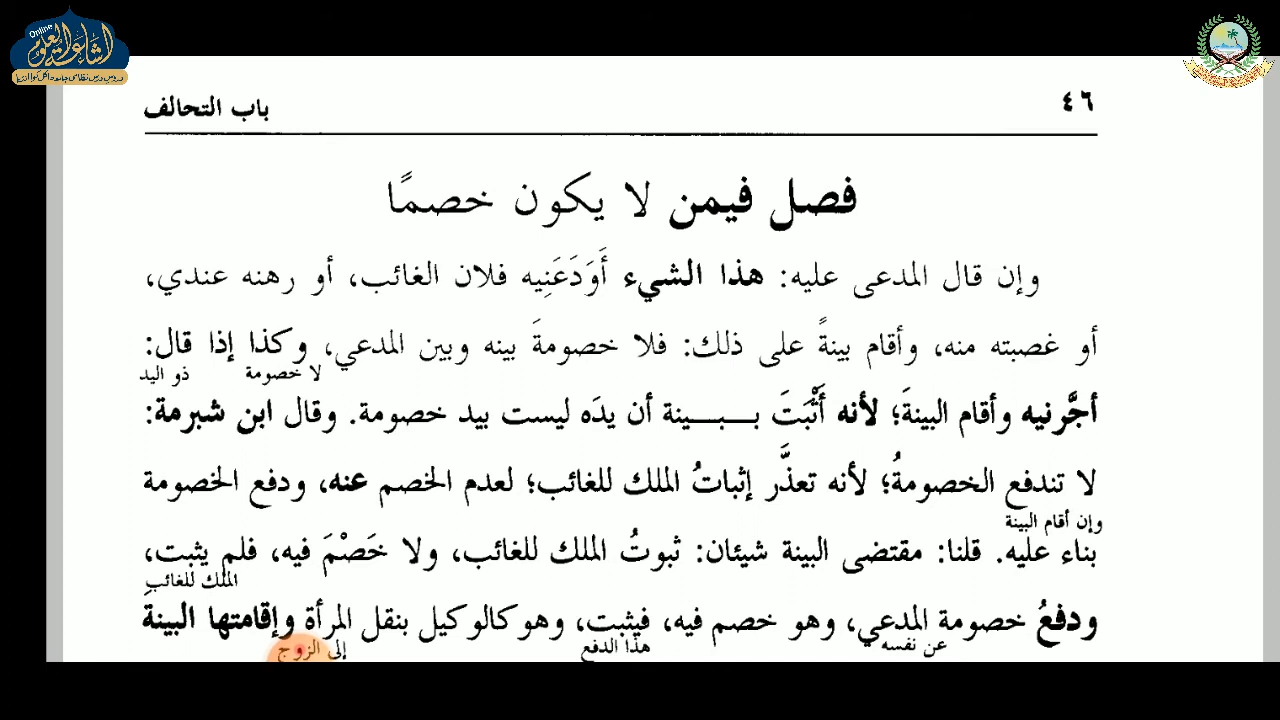 Online
اشاعة العلوم
٤٦
باب التحالف
فصل فيمن لا يكون خصمًا
وإن قال المدعى عليه: هذا الشيء أَوَدَعَنِيه فلان الغائب، أو رهنه عندي،
أو غصبته منه، وأقام بينةً على ذلك: فلا خصومةَ بينه وبين المدعي، وكذا إذا قال:
لا خصومة
ذو اليد
أجَّرنيه وأقام البينةَ؛ لأنه أَثْبَتَ بـبـينة أن يدَه ليست بيد خصومة. وقال ابن شبرمة:
لا تندفع الخصومةُ؛ لأنه تعذَّر إثباتُ الملك للغائب؛ لعدم الخصم عنه، ودفع الخصومة
وإن أقام البينة
بناء عليه. قلنا: مقتضى البينة شيئان: ثبوتُ الملك للغائب، ولا خَصْمَ فيه، فلم يثبت،
الملك للغائب
ودفعُ خصومة المدعي، وهو خصم فيه، فيثبت، وهو كالوكيل بنقل المرأة وإقامتها البينةَ
عن نفسه
هذا الدفع
إلى الزوج